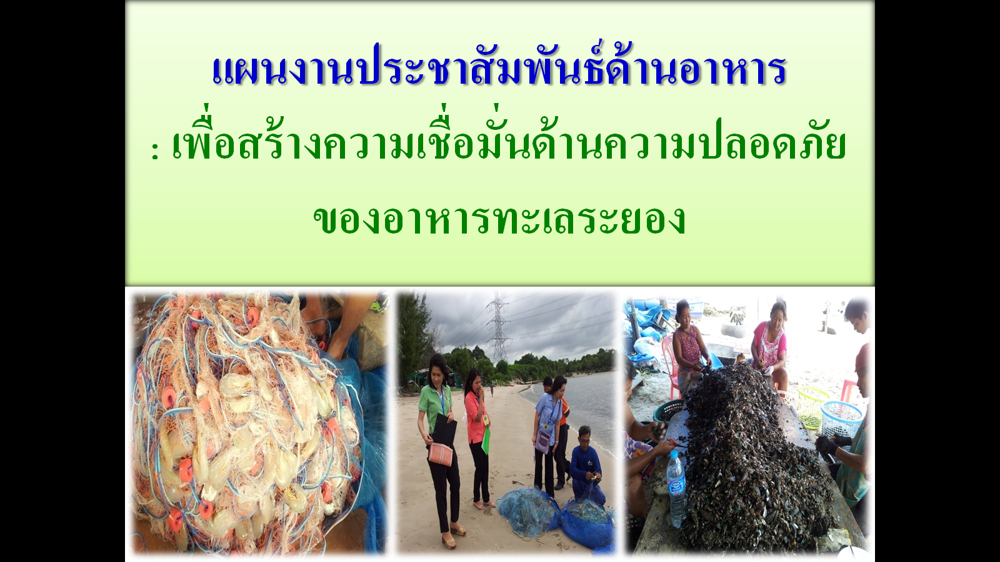 แผนงานประชาสัมพันธ์ด้านอาหาร
: เพื่อสร้างความเชื่อมั่นด้านความปลอดภัย
ของอาหารทะเลระยอง